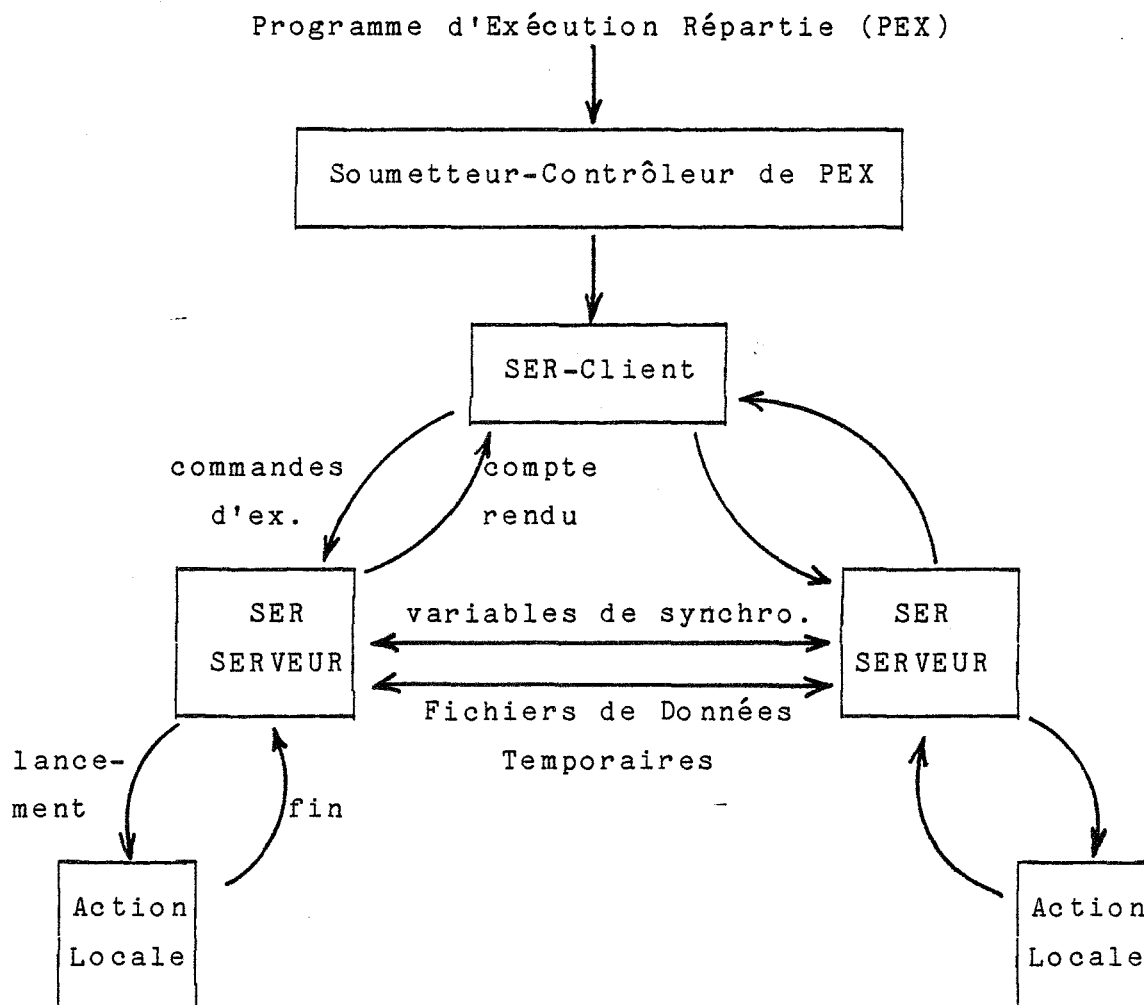 Programme d'Exécution Répartie (PEX)
Soumetteur-Contrôleur de PEX
SER-Client
commandes
d'ex.
compte
rendu
SER
SERVEUR
variables de synchro.
Fichiers de Données
Temporaires
SER
SERVEUR
lance-
ment
fin
Action
Locale
Action
Locale